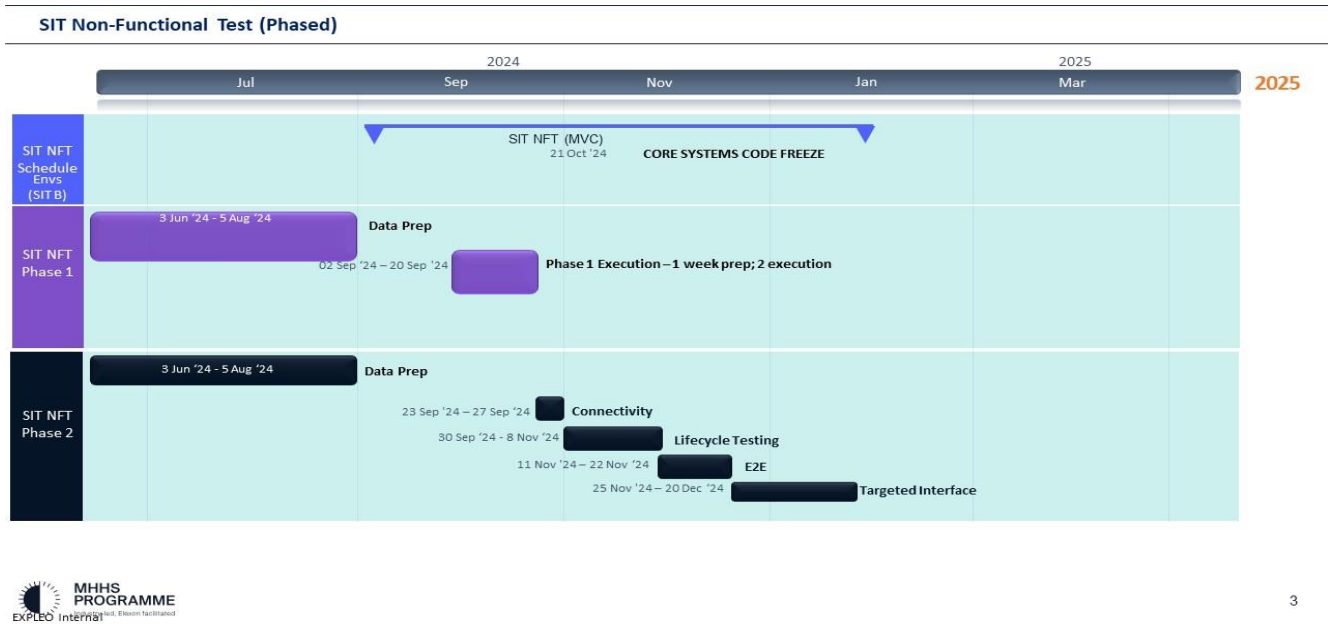 SIT Non-Functional Test (Phased)
2024
2025
Jul
Sep
Nov
Jan
Mar
2025
SIT NFT
Schedule
Envs
(SIT B)
SIT NFT (MVC)
21 Oct '24
CORE SYSTEMS CODE FREEZE
SIT NFT
Phase 1
3 Jun '24 - 5 Aug '24
Data Prep
02 Sep '24 – 20 Sep '24
Phase 1 Execution – 1 week prep; 2 execution
SIT NFT
Phase 2
3 Jun '24 - 5 Aug '24
Data Prep
23 Sep '24 – 27 Sep '24
Connectivity
30 Sep '24 - 8 Nov '24
Lifecycle Testing
11 Nov '24 – 22 Nov '24
E2E
25 Nov '24 – 20 Dec '24
Targeted Interface
MHHS
PROGRAMME
Industry-led, Elexon facilitated
EXPLEO Internal
3